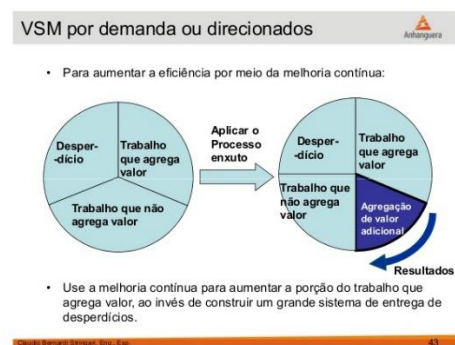 VSM por demanda ou direcionados
Anhanguera
• Para aumentar a eficiência por meio da melhoria contínua:
Desper-
-dício
Trabalho
que agrega
valor
Trabalho que não
agrega valor
Aplicar o
Processo
enxuto
Desper-
-dício
Trabalho
que agrega
valor
Trabalho que
não agrega
valor
Agregação
de valor
adicional
Resultados
• Use a melhoria contínua para aumentar a porção do trabalho que
agrega valor, ao invés de construir um grande sistema de entrega de
desperdícios.
43